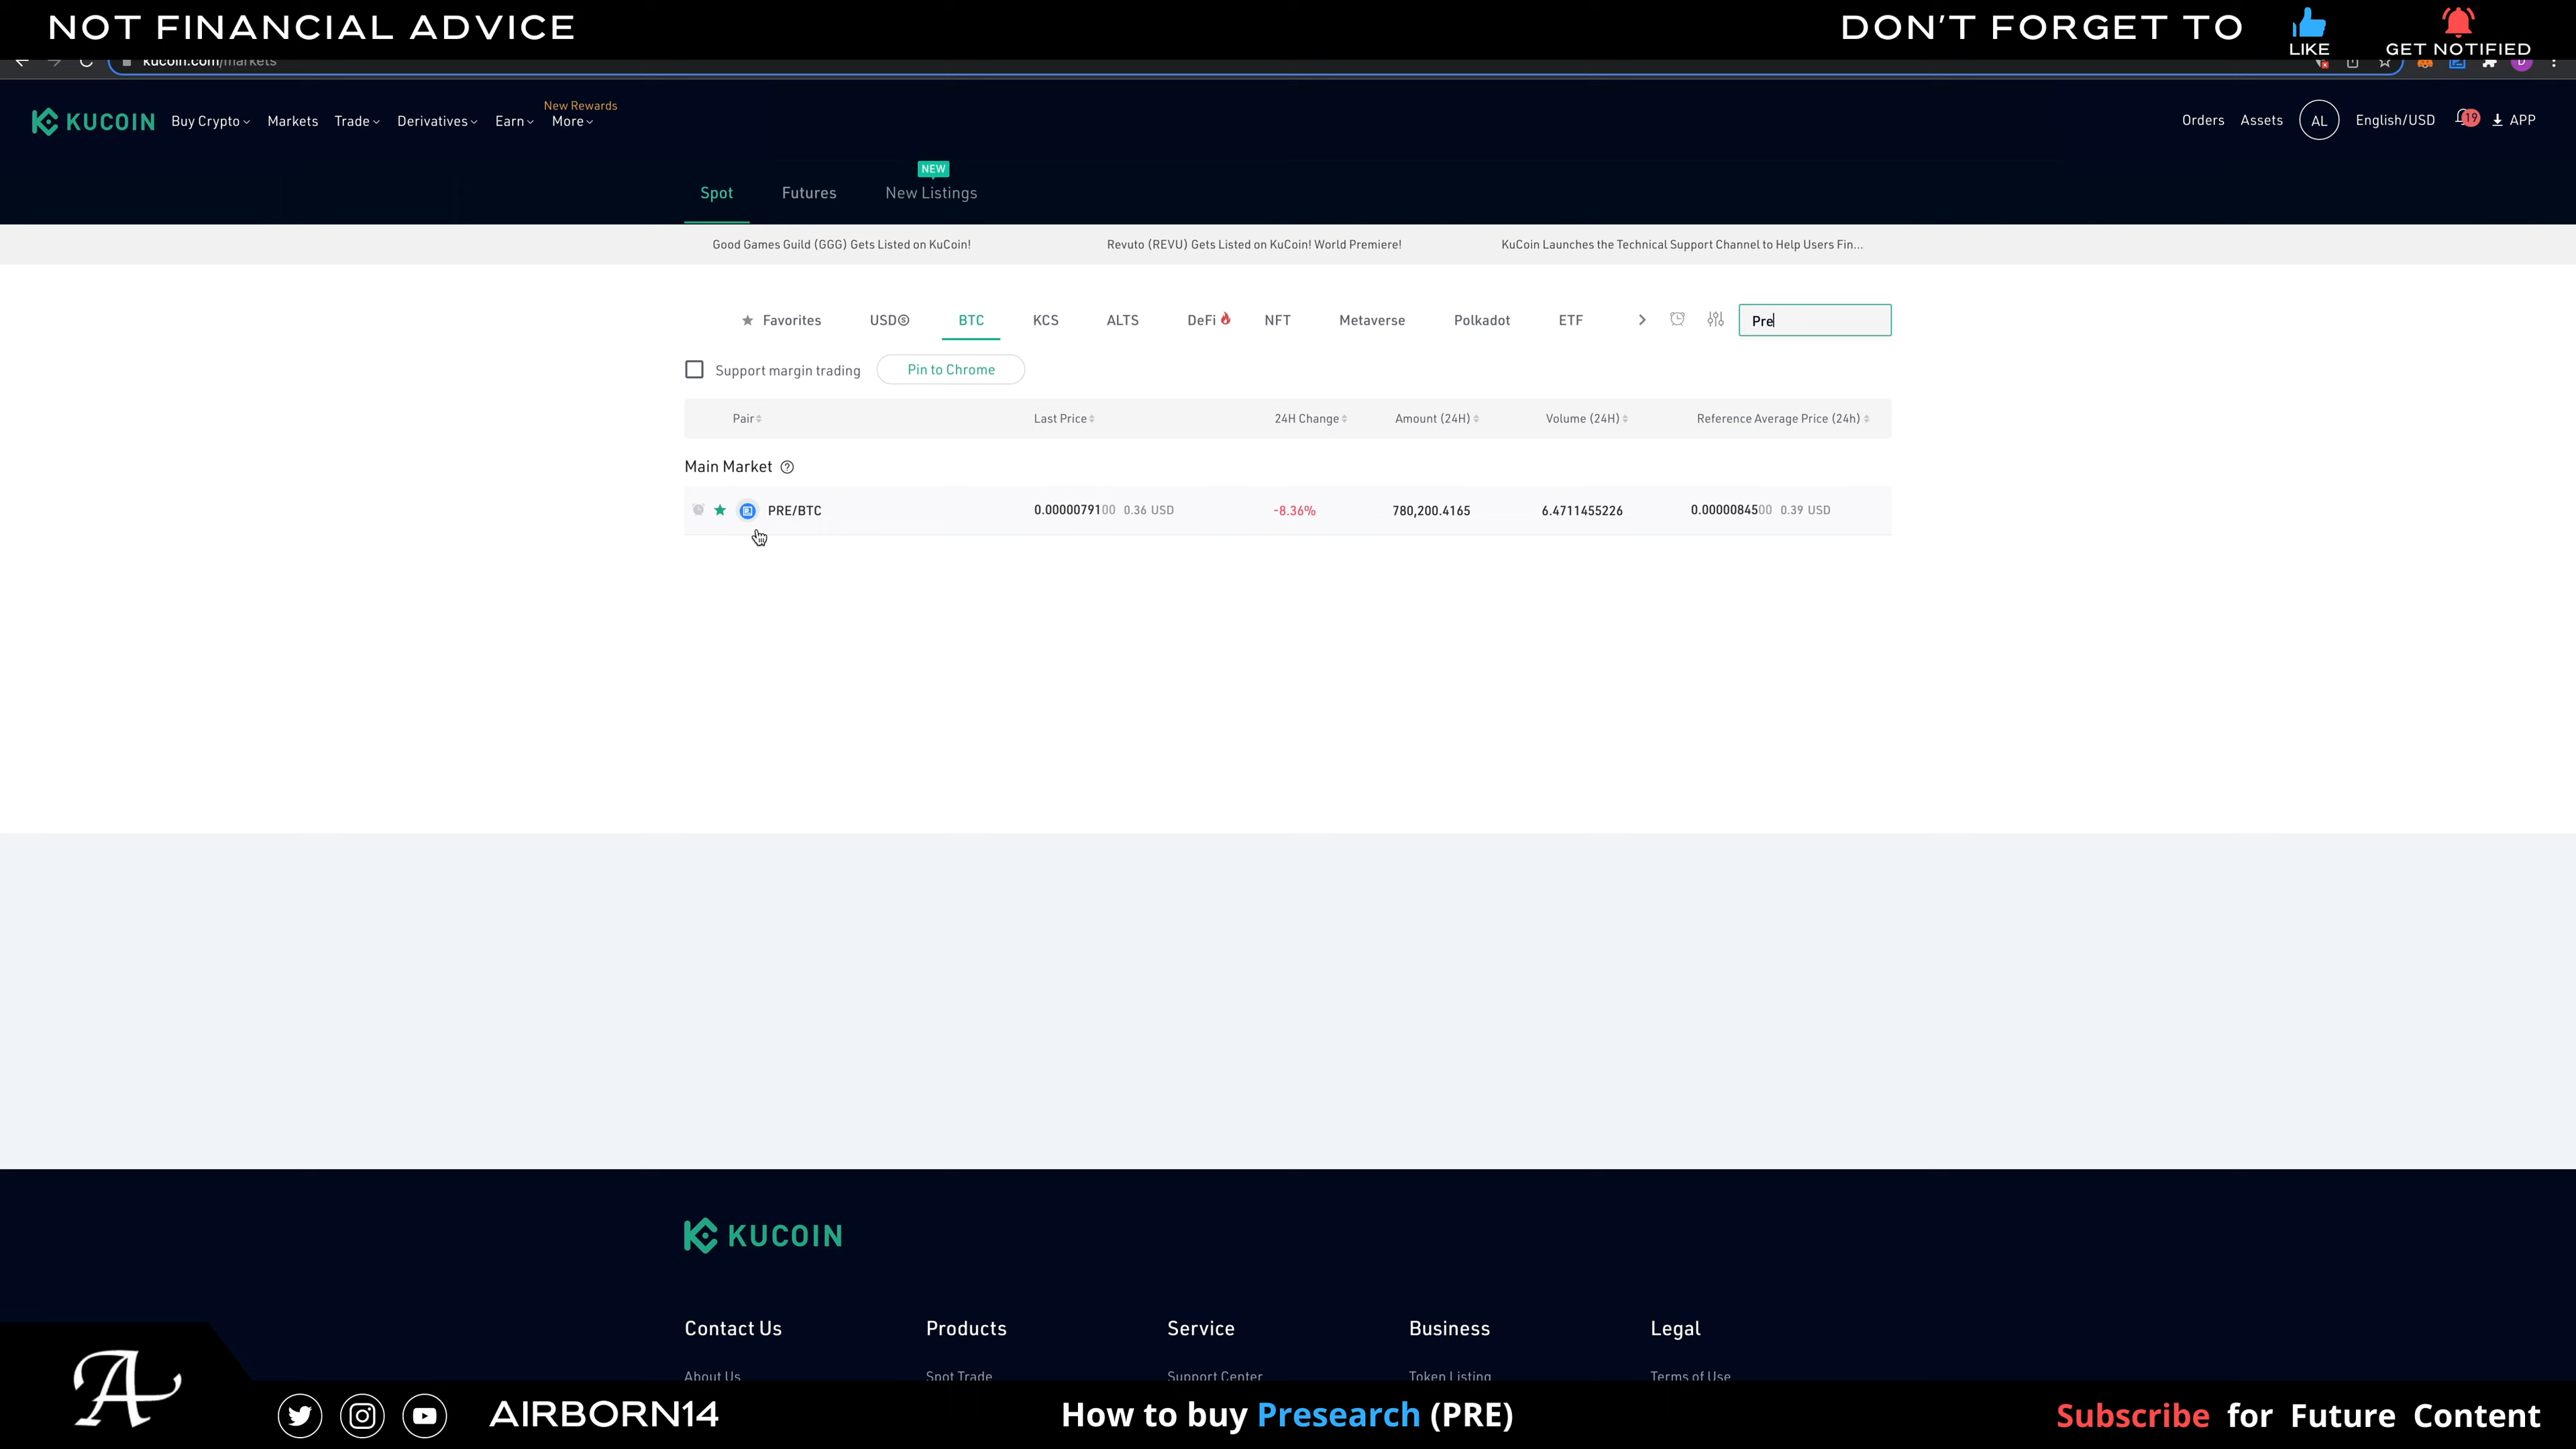 NOT FINANCIAL ADVICE
DON'T FORGET TO
LIKE
GET NOTIFIED
kucoin.com/markets
D
KUCOIN
Buy Crypto
Markets
Trade
Derivatives
Earn
New Rewards
More
Orders
Assets
AL
English/USD
19
APP
Spot
Futures
NEW
New Listings
Good Games Guild (GGG) Gets Listed on KuCoin!
Revuto (REVU) Gets Listed on KuCoin! World Premiere!
KuCoin Launches the Technical Support Channel to Help Users Fin...
Favorites
USD
BTC
KCS
ALTS
DeFi
NFT
Metaverse
Polkadot
ETF
Pre
Support margin trading
Pin to Chrome
Pair
Last Price
24H Change
Amount (24H)
Volume (24H)
Reference Average Price (24h)
Main Market
PRE/BTC
0.0000079100 0.36 USD
-8.36%
780,200.4165
6.4711455226
0.0000084500 0.39 USD
KUCOIN
Contact Us
Products
Service
Business
Legal
About Us
Spot Trade
Support Center
Token Listing
Terms of Use
A
AIRBORN14
How to buy Presearch (PRE)
Subscribe for Future Content